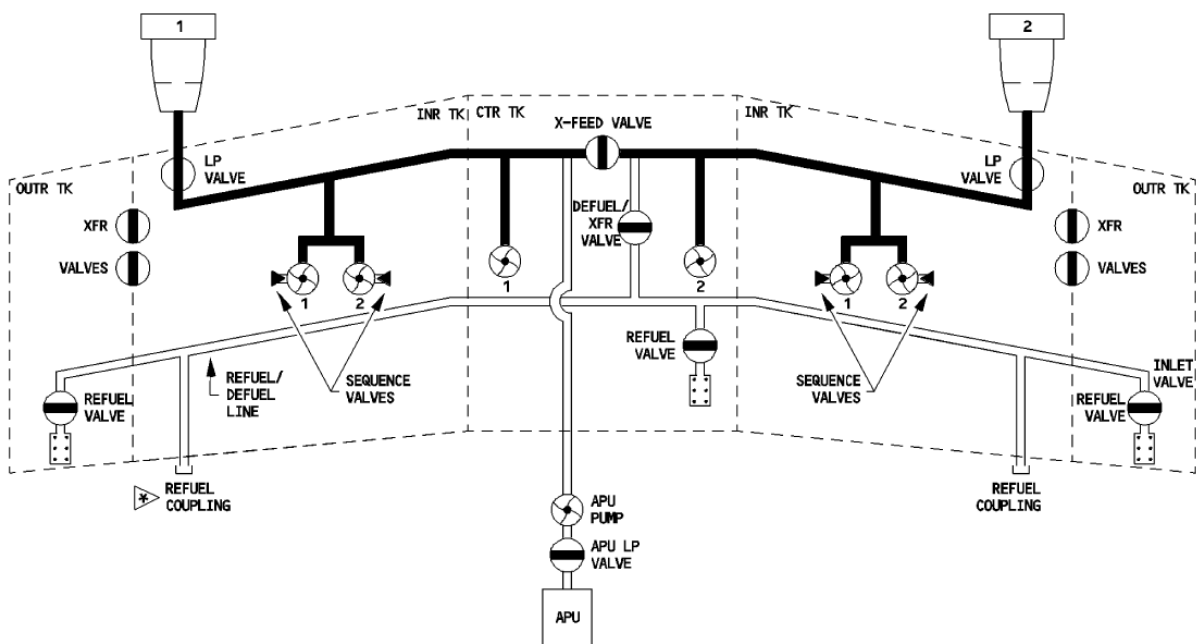 1
2
INR TK
CTR TK
INR TK
X-FEED VALVE
LP
VALVE
LP
VALVE
OUTR TK
OUTR TK
XFR
VALVES
DEFUEL/
XFR
VALVE
XFR
VALVES
1
2
1
2
1
2
REFUEL/
DEFUEL
LINE
SEQUENCE
VALVES
REFUEL
VALVE
SEQUENCE
VALVES
INLET
VALVE
REFUEL
VALVE
REFUEL
VALVE
*
REFUEL
COUPLING
REFUEL
COUPLING
APU
PUMP
APU LP
VALVE
APU